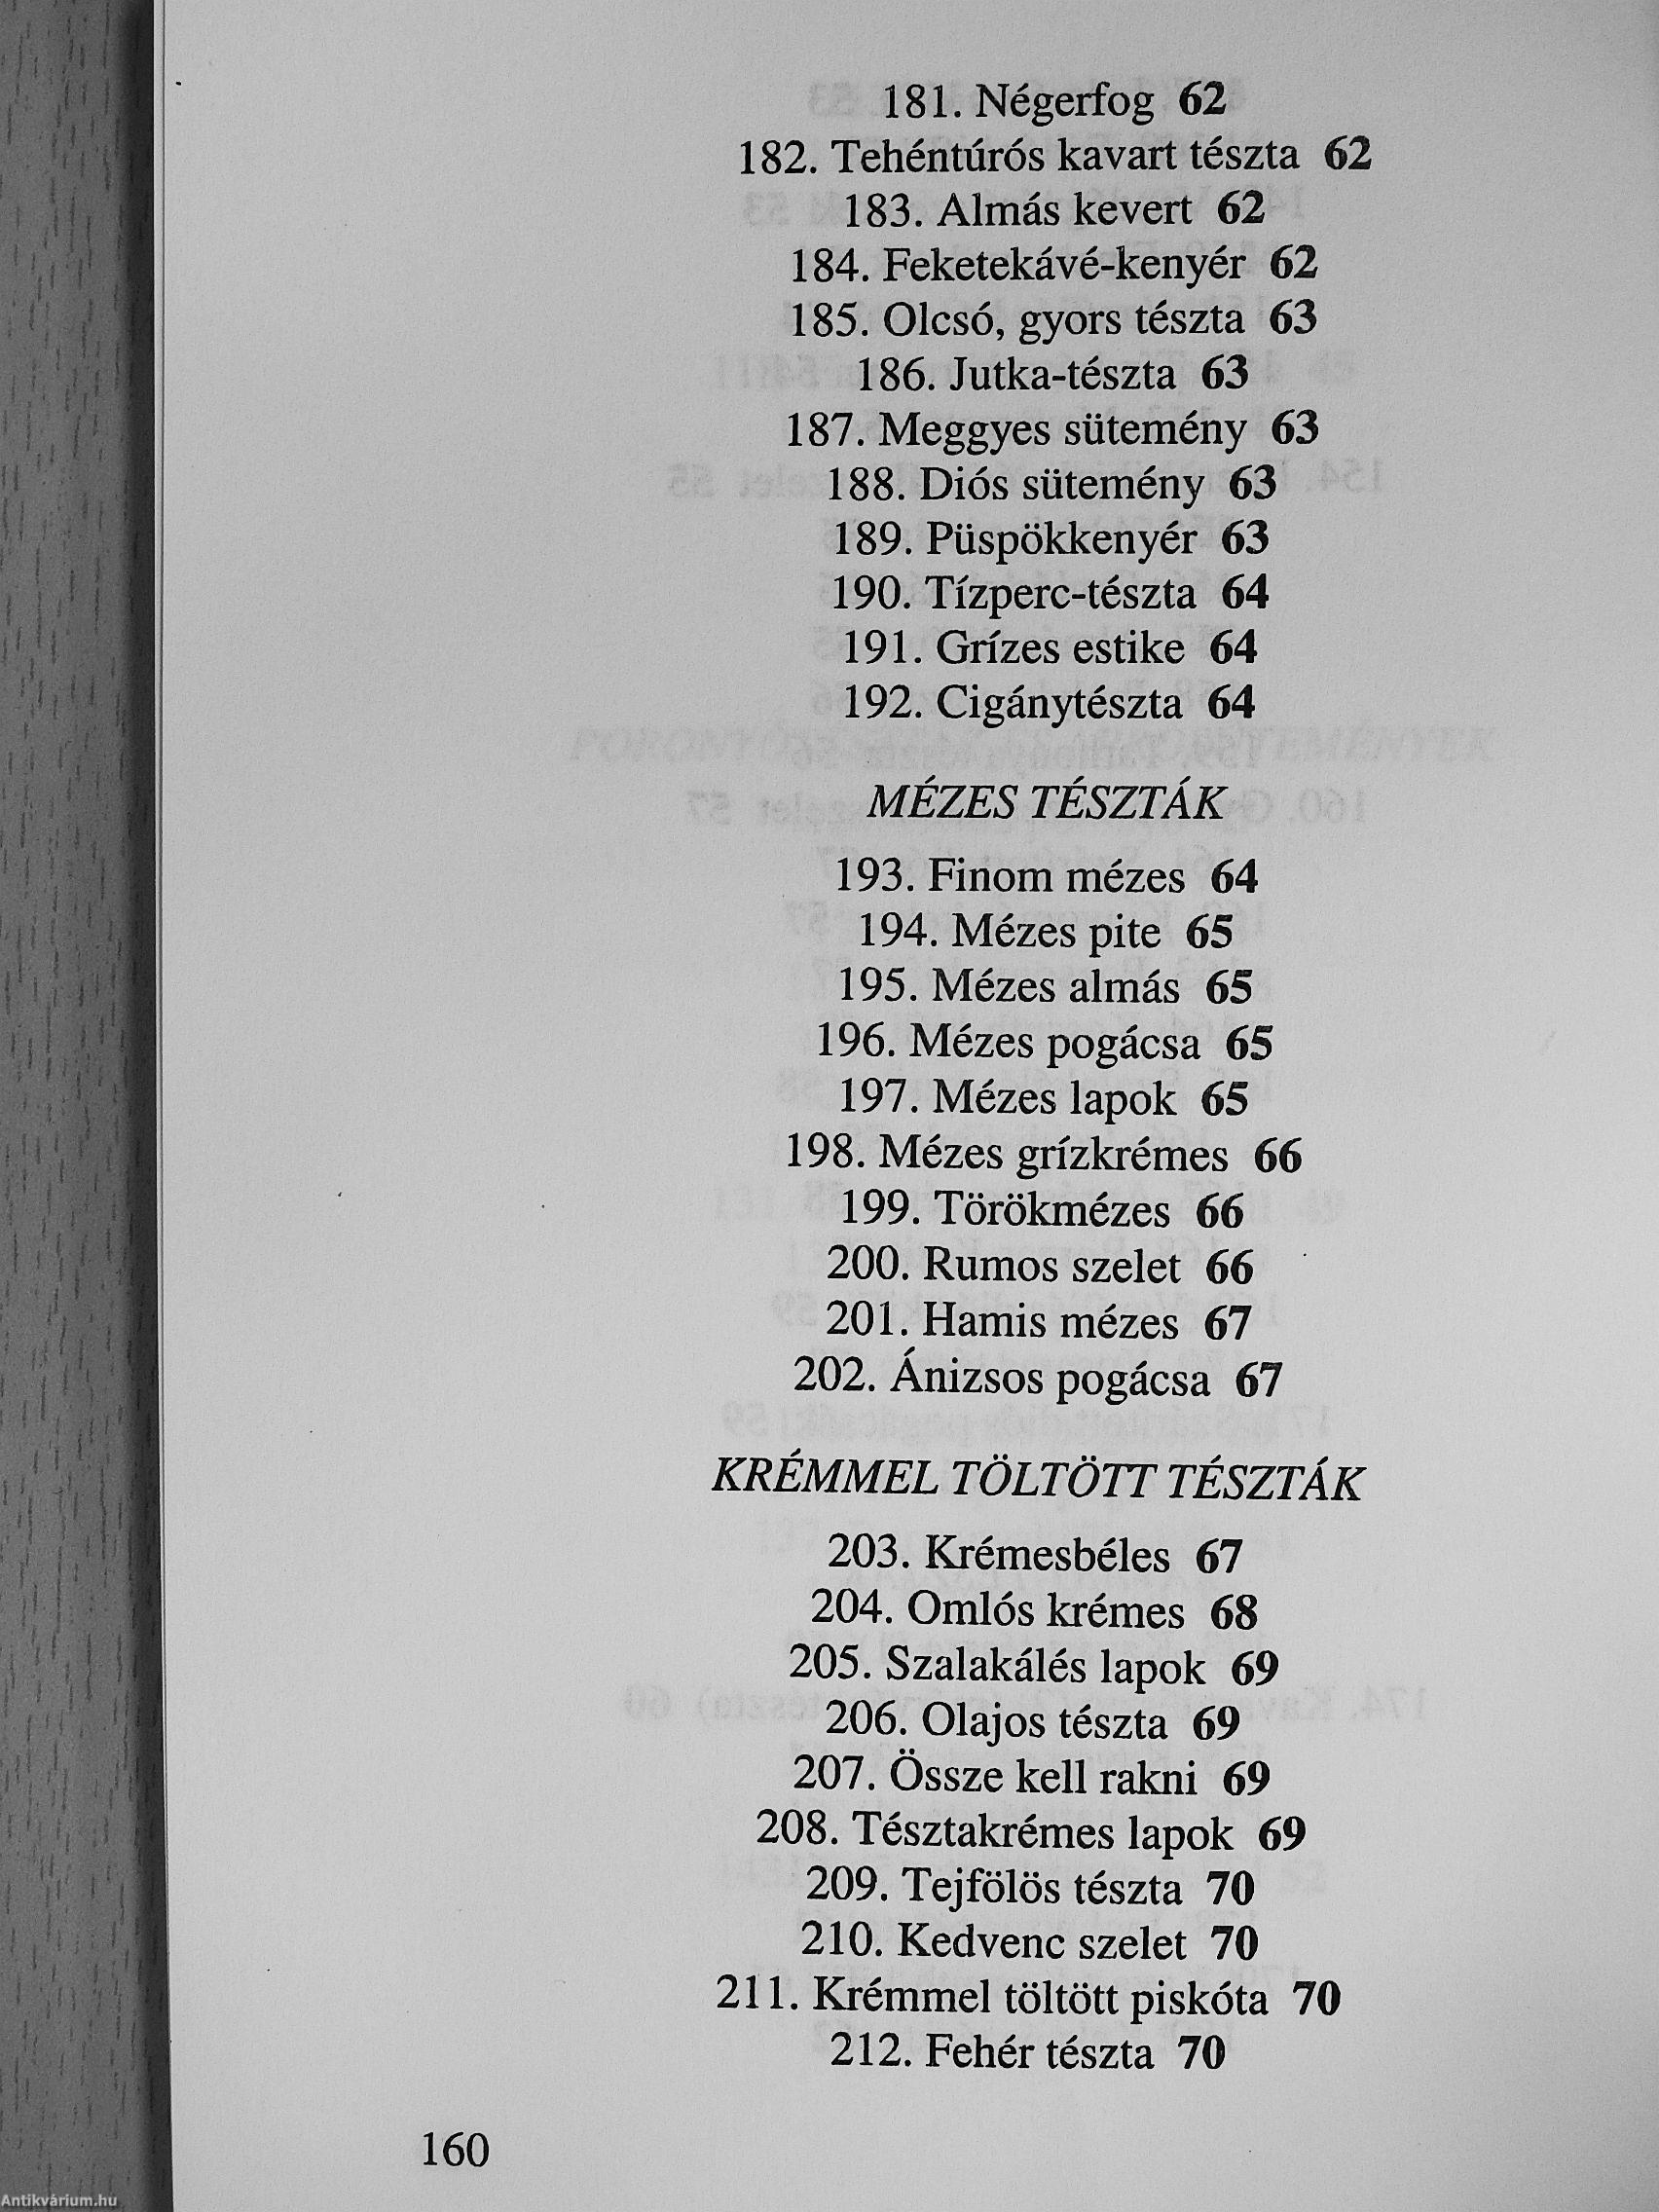 181. Négerfog 62
182. Tehéntúrós kavart tészta 62
183. Almás kevert 62
184. Feketekávé-kenyér 62
185. Olcsó, gyors tészta 63
186. Jutka-tészta 63
187. Meggyes sütemény 63
188. Diós sütemény 63
189. Püspökkenyér 63
190. Tízperc-tészta 64
191. Grízes estike 64
192. Cigánytészta 64
MÉZES TÉSZTÁK
193. Finom mézes 64
194. Mézes pite 65
195. Mézes almás 65
196. Mézes pogácsa 65
197. Mézes lapok 65
198. Mézes grízkrémes 66
199. Törökmézes 66
200. Rumos szelet 66
201. Hamis mézes 67
202. Ánizsos pogácsa 67
KRÉMMEL TÖLTÖTT TÉSZTÁK
203. Krémesbéles 67
204. Omlós krémes 68
205. Szalakálés lapok 69
206. Olajos tészta 69
207. Össze kell rakni 69
208. Tésztakrémes lapok 69
209. Tejfölös tészta 70
210. Kedvenc szelet 70
211. Krémmel töltött piskóta 70
212. Fehér tészta 70
160
Antikvárium.hu